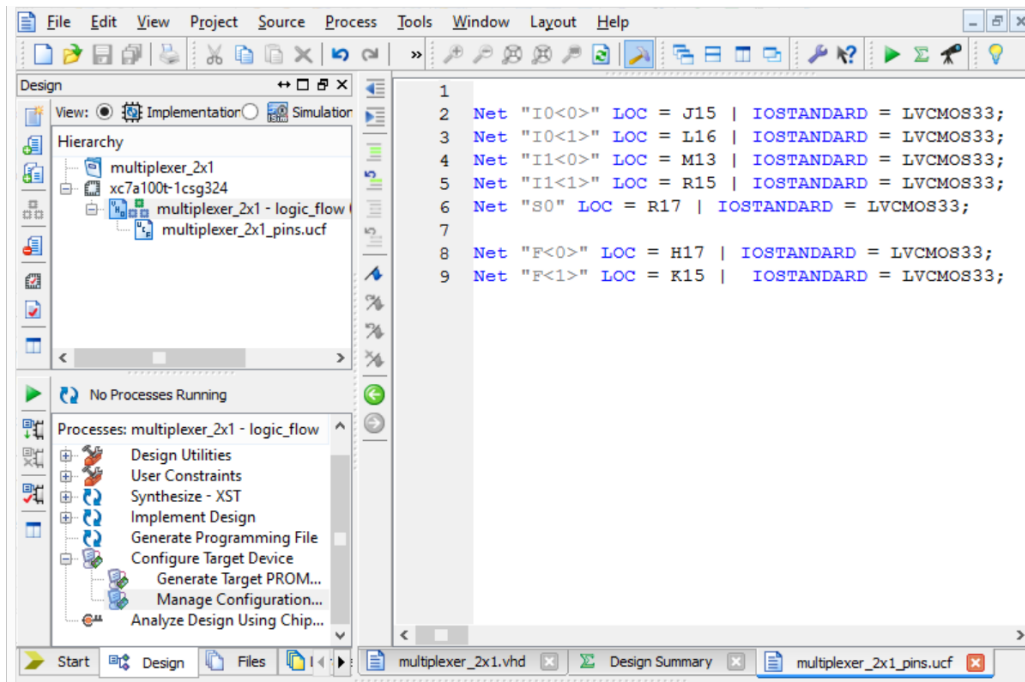 File Edit View Project Source Process Tools Window Layout Help
»
Design
View: Implementation Simulation
Hierarchy
multiplexer_2x1
xc7a100t-1csg324
multiplexer_2x1 - logic_flow
multiplexer_2x1_pins.ucf
No Processes Running
Processes: multiplexer_2x1 - logic_flow
Design Utilities
User Constraints
Synthesize - XST
Implement Design
Generate Programming File
Configure Target Device
Generate Target PROM...
Manage Configuration...
Analyze Design Using Chip...
Start Design Files
1
2 Net "I0<0>" LOC = J15 | IOSTANDARD = LVCMOS33;
3 Net "I0<1>" LOC = L16 | IOSTANDARD = LVCMOS33;
4 Net "I1<0>" LOC = M13 | IOSTANDARD = LVCMOS33;
5 Net "I1<1>" LOC = R15 | IOSTANDARD = LVCMOS33;
6 Net "S0" LOC = R17 | IOSTANDARD = LVCMOS33;
7
8 Net "F<0>" LOC = H17 | IOSTANDARD = LVCMOS33;
9 Net "F<1>" LOC = K15 |  IOSTANDARD = LVCMOS33;
multiplexer_2x1.vhd Design Summary multiplexer_2x1_pins.ucf